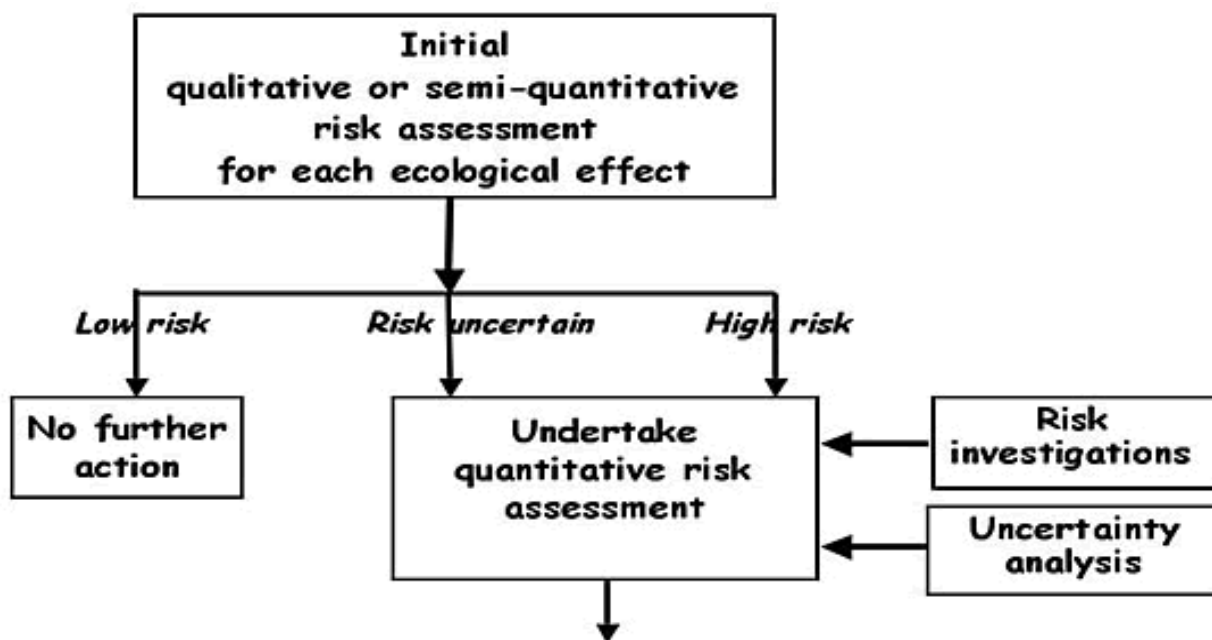 Initial
qualitative or semi-quantitative
risk assessment
for each ecological effect
Low risk
Risk uncertain
High risk
No further
action
Undertake
quantitative risk
assessment
Risk
investigations
Uncertainty
analysis